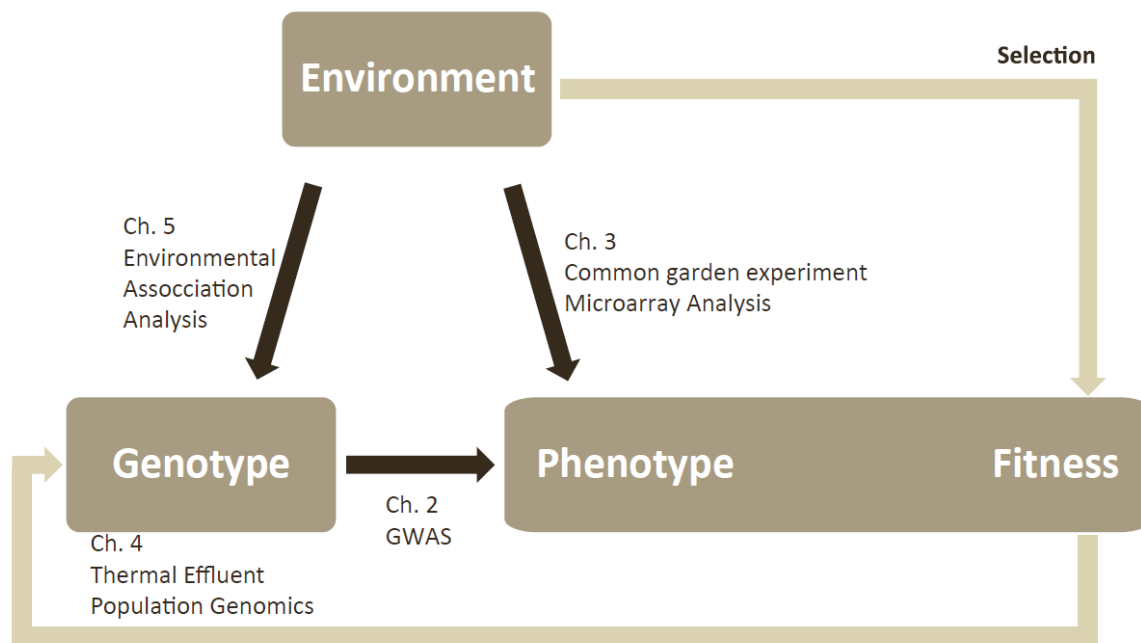 Environment
Selection
Ch. 5
Environmental
Assocciation
Analysis
Ch. 3
Common garden experiment
Microarray Analysis
Genotype
Phenotype
Fitness
Ch. 2
GWAS
Ch. 4
Thermal Effluent
Population Genomics